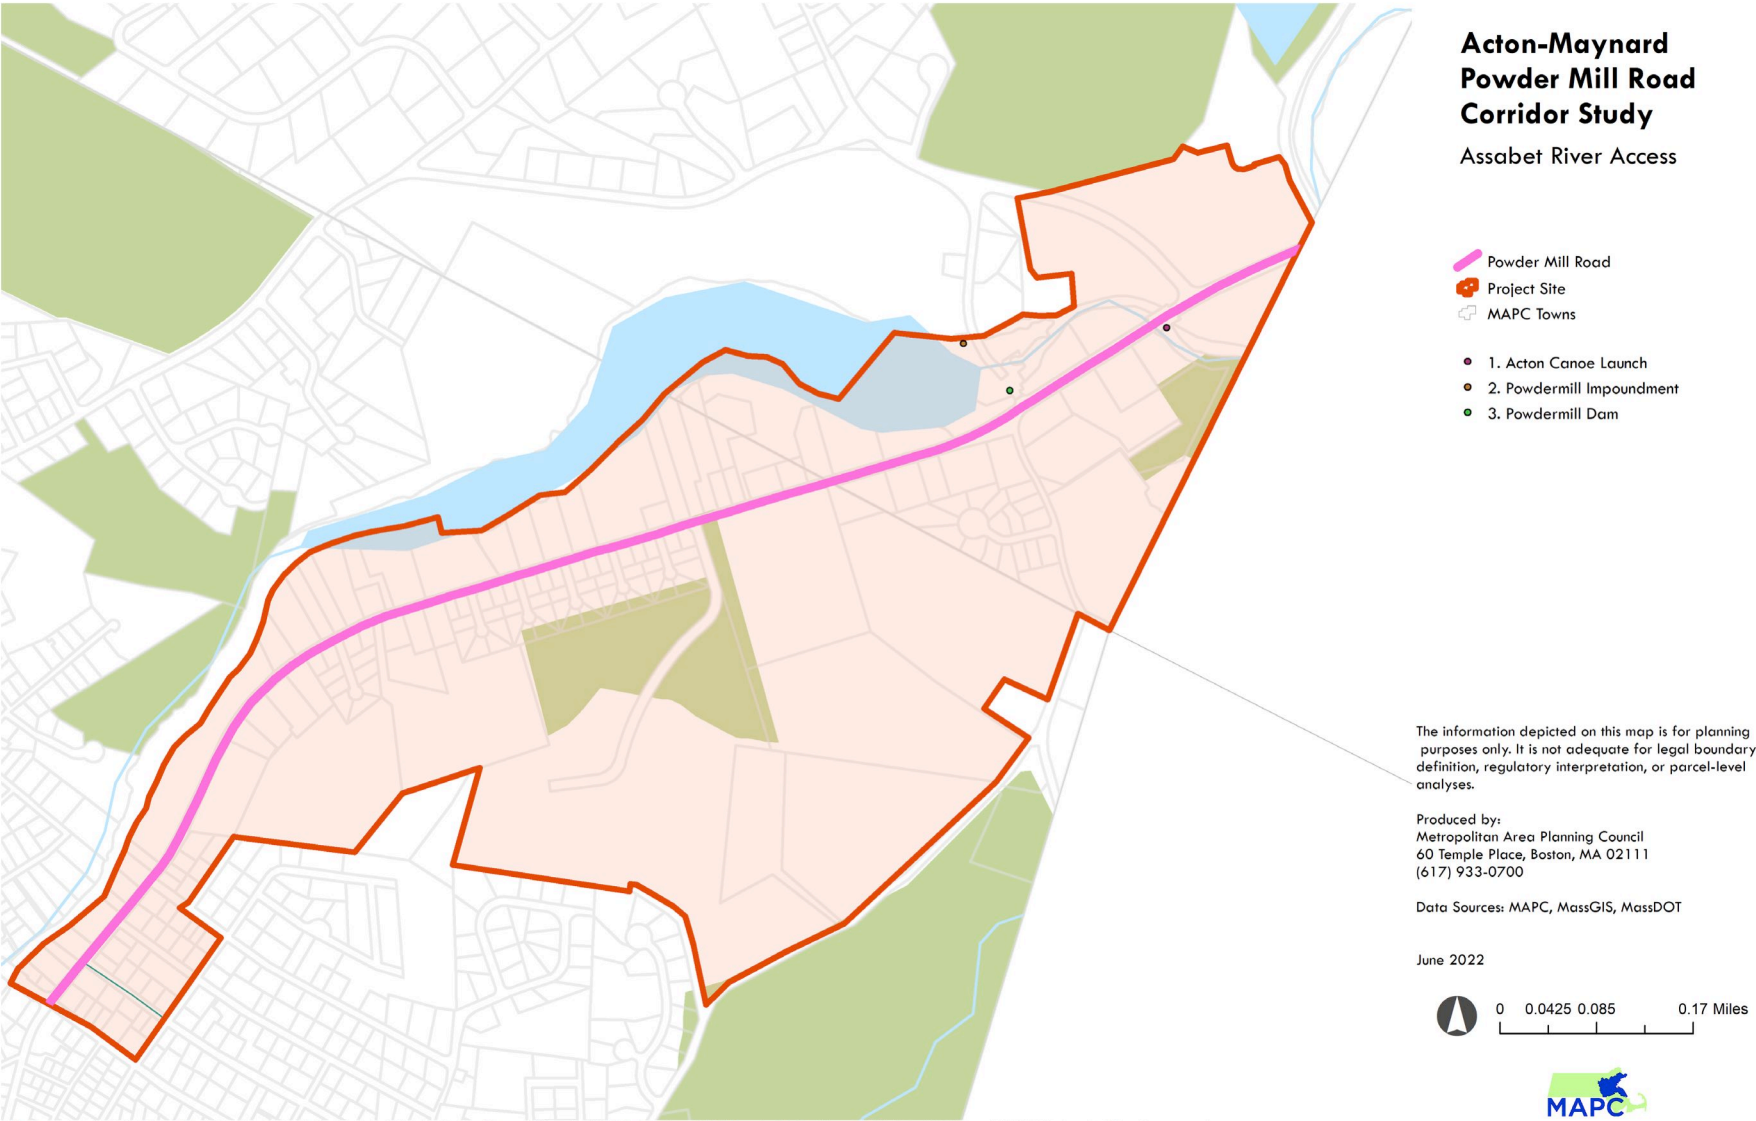 Acton-Maynard
Powder Mill Road
Corridor Study
Assabet River Access
Powder Mill Road
Project Site
MAPC Towns
1. Acton Canoe Launch
2. Powdermill Impoundment
3. Powdermill Dam
The information depicted on this map is for planning
purposes only. It is not adequate for legal boundary
definition, regulatory interpretation, or parcel-level
analyses.
Produced by:
Metropolitan Area Planning Council
60 Temple Place, Boston, MA 02111
(617) 933-0700
Data Sources: MAPC, MassGIS, MassDOT
June 2022
0 0.0425 0.085 0.17 Miles
MAPC